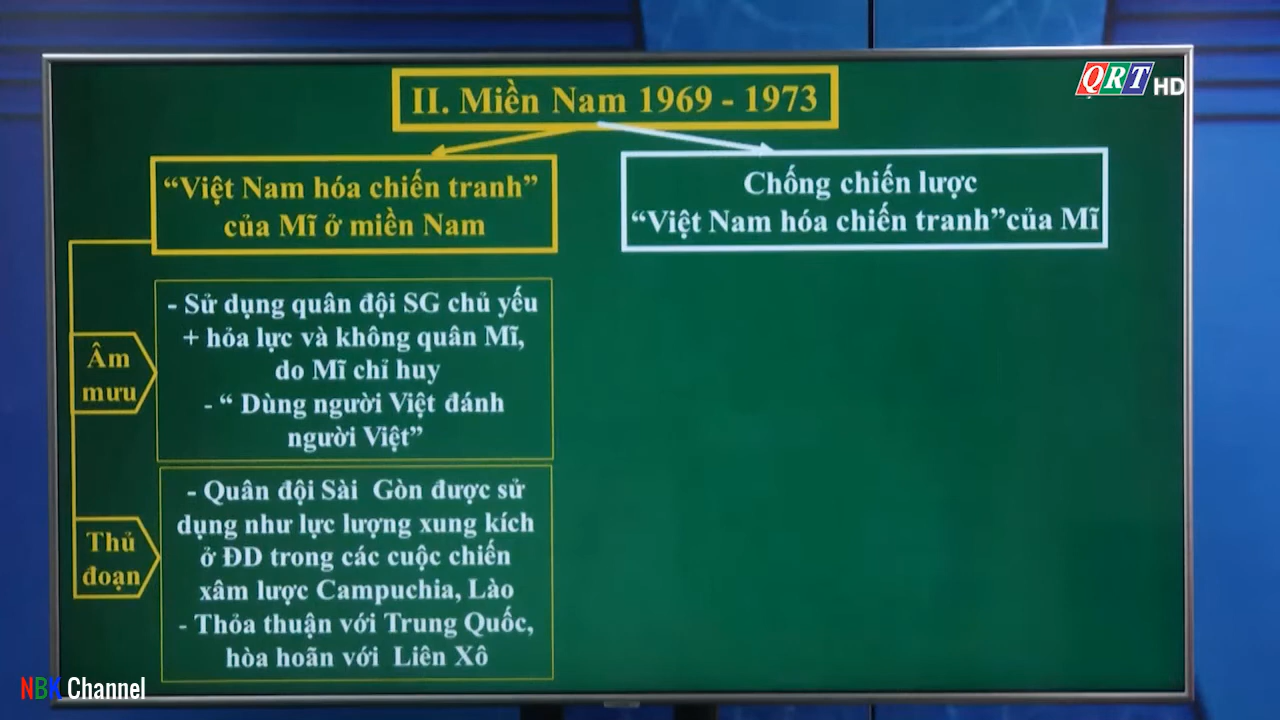 QRT HD
II. Miền Nam 1969 - 1973
“Việt Nam hóa chiến tranh”
của Mĩ ở miền Nam
Chống chiến lược
“Việt Nam hóa chiến tranh”của Mĩ
Âm
mưu
- Sử dụng quân đội SG chủ yếu
+ hỏa lực và không quân Mĩ,
do Mĩ chỉ huy
- “ Dùng người Việt đánh
người Việt”
Thủ
đoạn
- Quân đội Sài Gòn được sử
dụng như lực lượng xung kích
ở ĐD trong các cuộc chiến
xâm lược Campuchia, Lào
- Thỏa thuận với Trung Quốc,
hòa hoãn với Liên Xô
NBK Channel